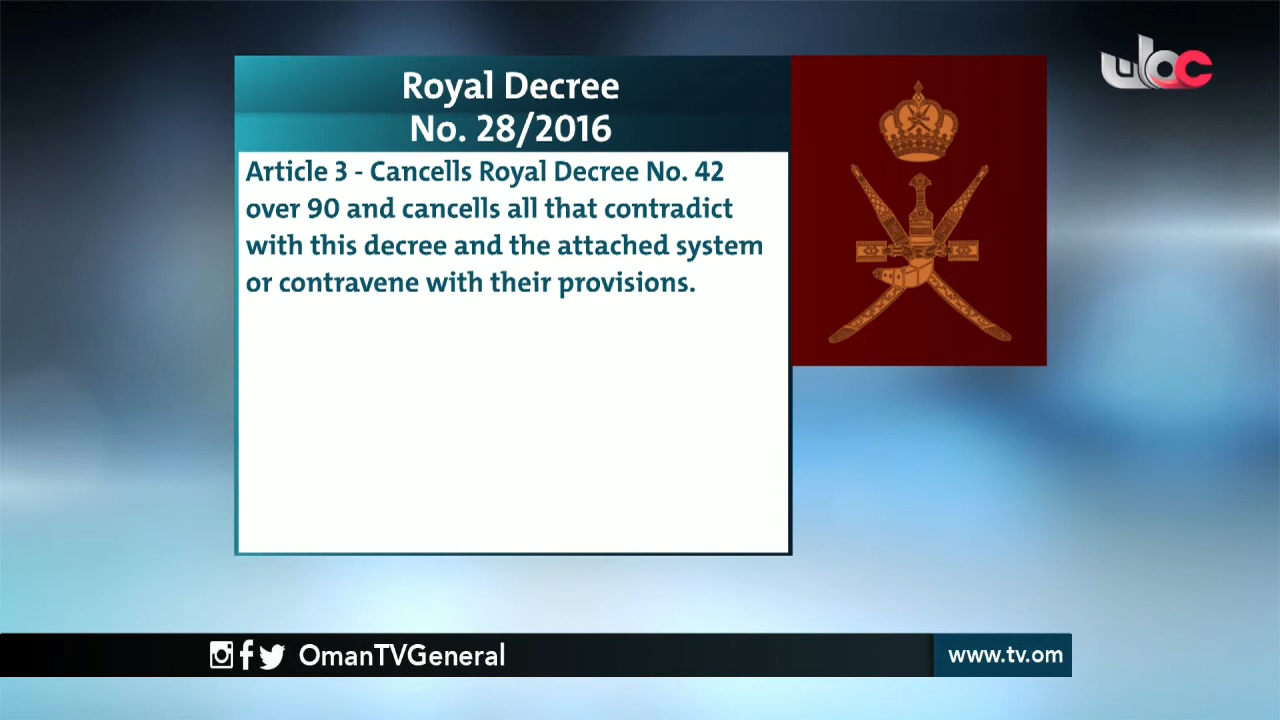 عمان
Royal Decree
No. 28/2016
Article 3 - Cancells Royal Decree No. 42
over 90 and cancells all that contradict
with this decree and the attached system
or contravene with their provisions.
OmanTVGeneral
www.tv.om